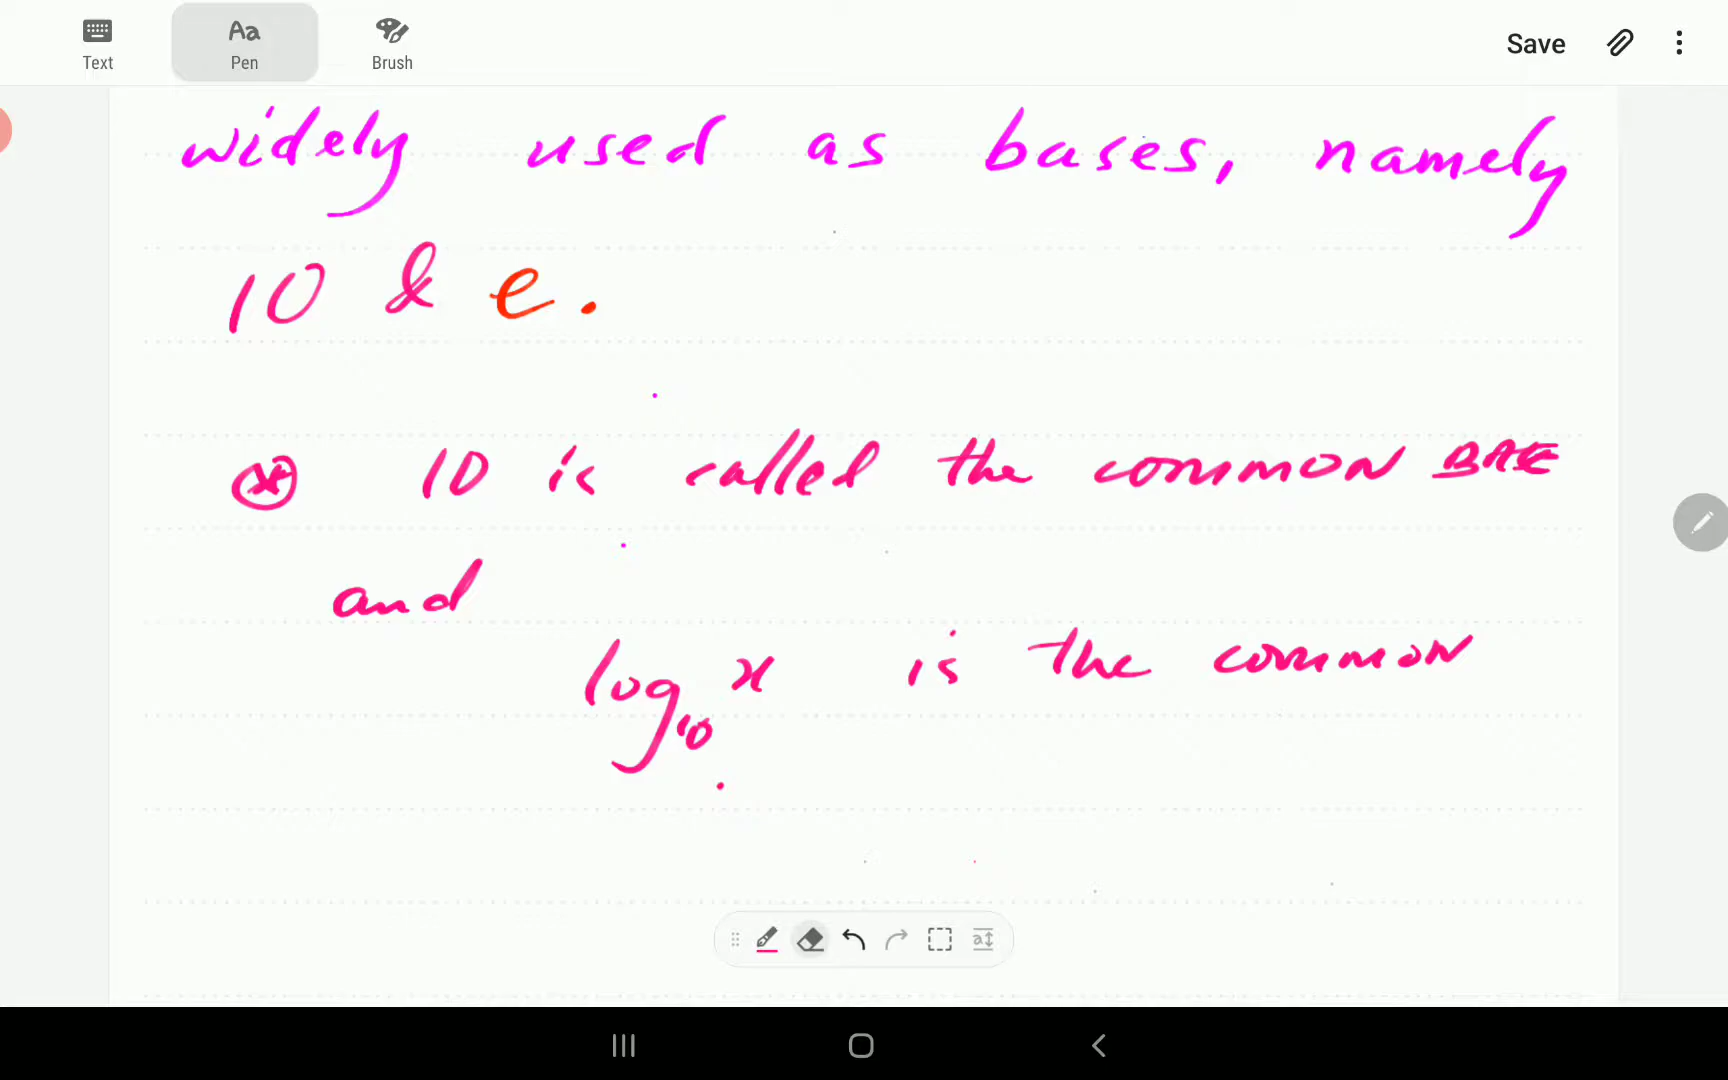 Text Pen Brush Save
widely used as bases, namely
10 & e.
⊛ 10 is called the common BASE
and
log₁₀ x is the common